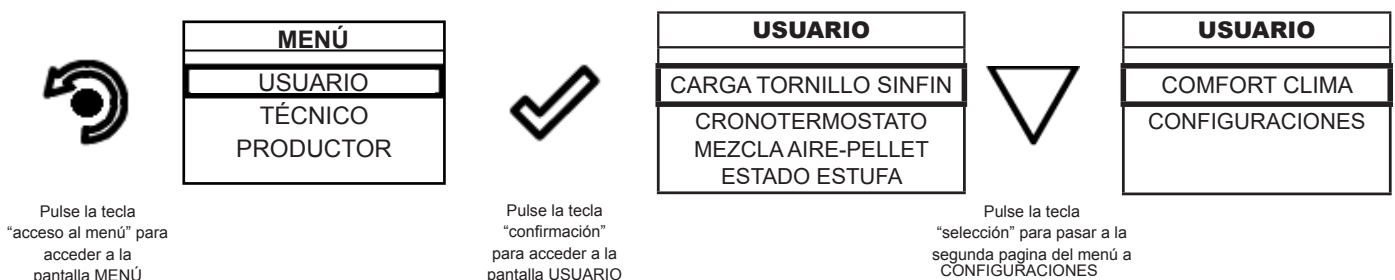 MENÚ
USUARIO
TÉCNICO
PRODUCTOR
Pulse la tecla
“acceso al menú” para
acceder a la
pantalla MENÚ
Pulse la tecla
“confirmación”
para acceder a la
pantalla USUARIO
USUARIO
CARGA TORNILLO SINFIN
CRONOTERMOSTATO
MEZCLA AIRE-PELLET
ESTADO ESTUFA
Pulse la tecla
“selección” para pasar a la
segunda pagina del menú a
CONFIGURACIONES
USUARIO
COMFORT CLIMA
CONFIGURACIONES